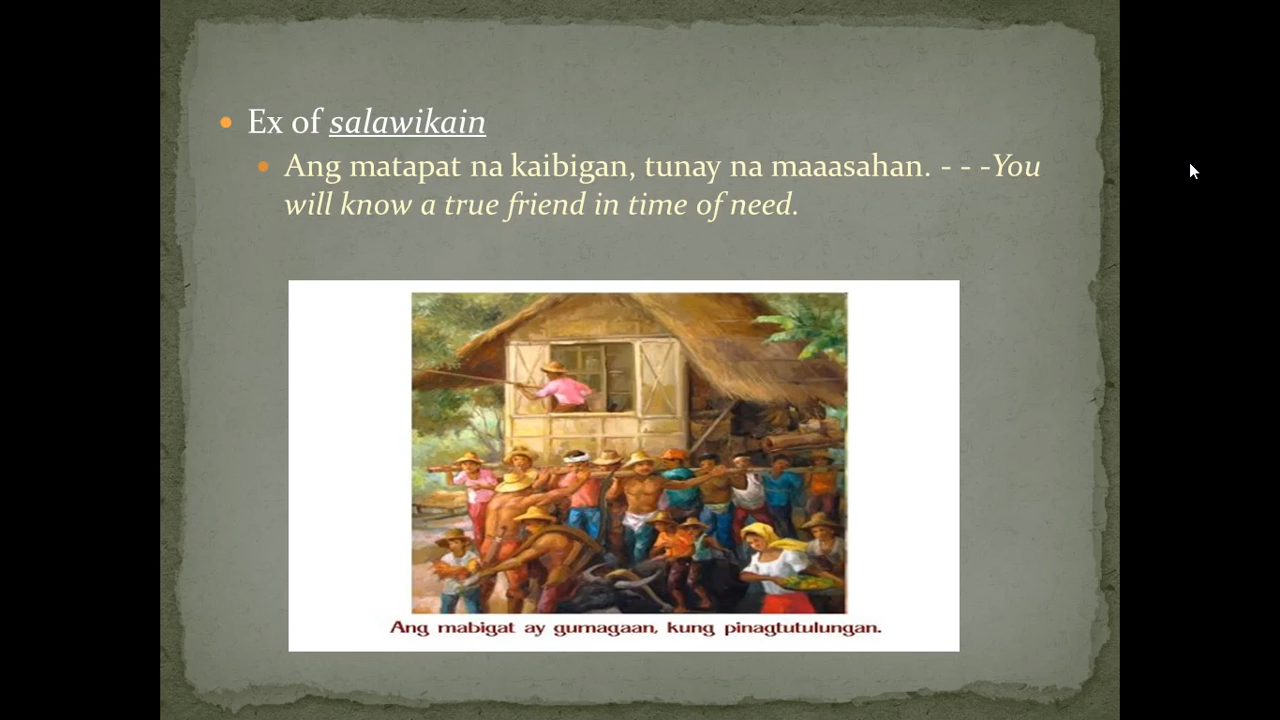 Ex of salawikain
Ang matapat na kaibigan, tunay na maaasahan. - - -You
will know a true friend in time of need.
Ang mabigat ay gumagaan, kung pinagtutulungan.